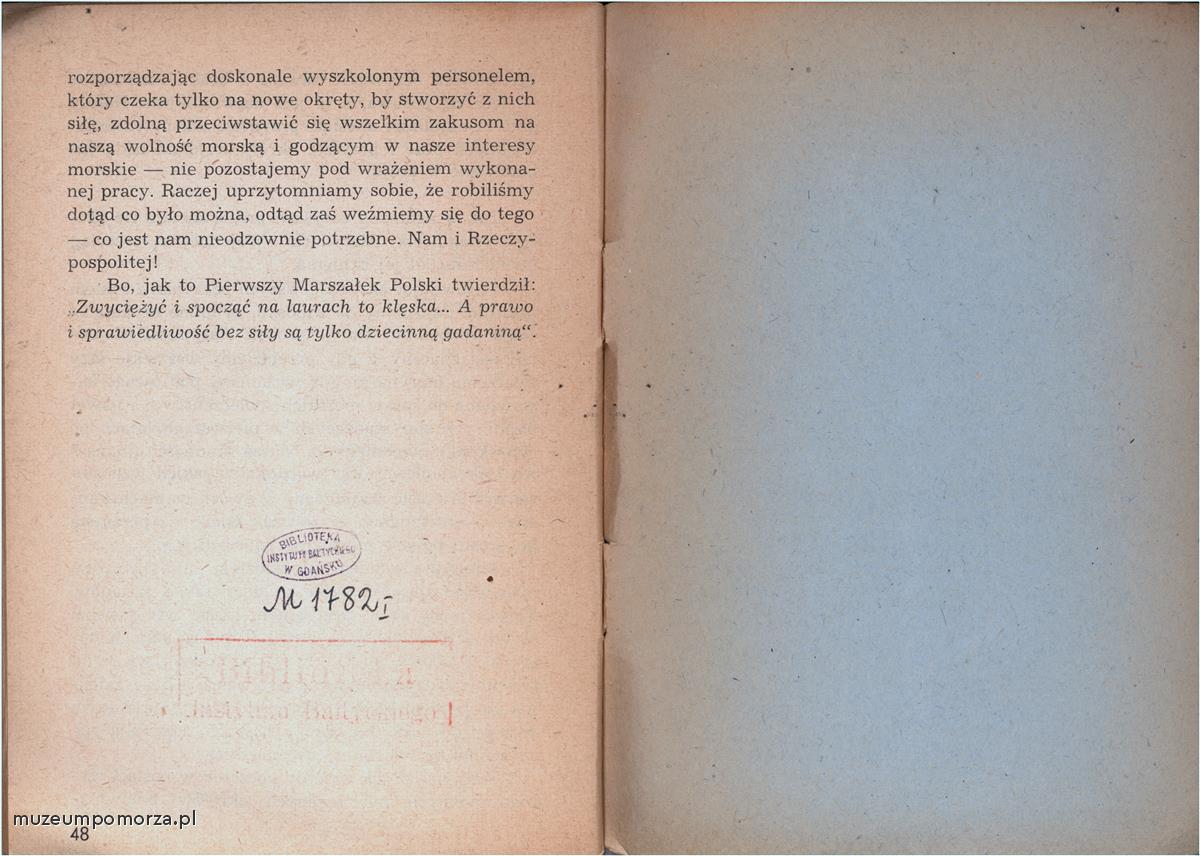 rozporządzając doskonale wyszkolonym personelem,
który czeka tylko na nowe okręty, by stworzyć z nich
siłę, zdolną przeciwstawić się wszelkim zakusom na
naszą wolność morską i godzącym w nasze interesy
morskie — nie pozostajemy pod wrażeniem wykona-
nej pracy. Raczej uprzytomniamy sobie, że robiliśmy
dotąd co było można, odtąd zaś weźmiemy się do tego
— co jest nam nieodzownie potrzebne. Nam i Rzeczy-
pospolitej!
Bo, jak to Pierwszy Marszałek Polski twierdził:
„Zwyciężyć i spocząć na laurach to klęska... A prawo
i sprawiedliwość bez siły są tylko dziecinną gadaniną“.
BIBLIOTEKA
INSTYTUTU BAŁTYCKIEGO
W GDAŃSKU
M 1782 I
BIBLIOTEKA
Instytutu Bałtyckiego
muzeumpomorza.pl
48